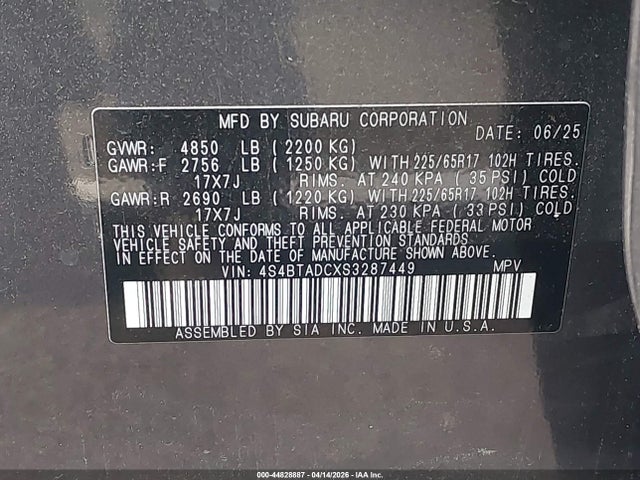 MFD BY SUBARU CORPORATION
DATE: 06/25
GVWR: 4850 LB (2200 KG)
GAWR:F 2756 LB (1250 KG) WITH 225/65R17 102H TIRES.
17X7J RIMS. AT 240 KPA (35 PSI) COLD
GAWR:R 2690 LB (1220 KG) WITH 225/65R17 102H TIRES.
17X7J RIMS. AT 230 KPA (33 PSI) COLD.
THIS VEHICLE CONFORMS TO ALL APPLICABLE FEDERAL MOTOR
VEHICLE SAFETY AND THEFT PREVENTION STANDARDS
IN EFFECT ON THE DATE OF MANUFACTURE SHOWN ABOVE.
VIN: 4S4BTADCXS3287449 MPV
ASSEMBLED BY SIA INC. MADE IN U.S.A.
000-44828887 - 04/14/2026 - IAA Inc.